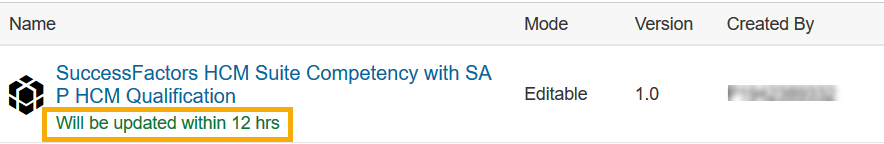 Name Mode Version Created By
SuccessFactors HCM Suite Competency with SA
P HCM Qualification
Editable 1.0
Will be updated within 12 hrs